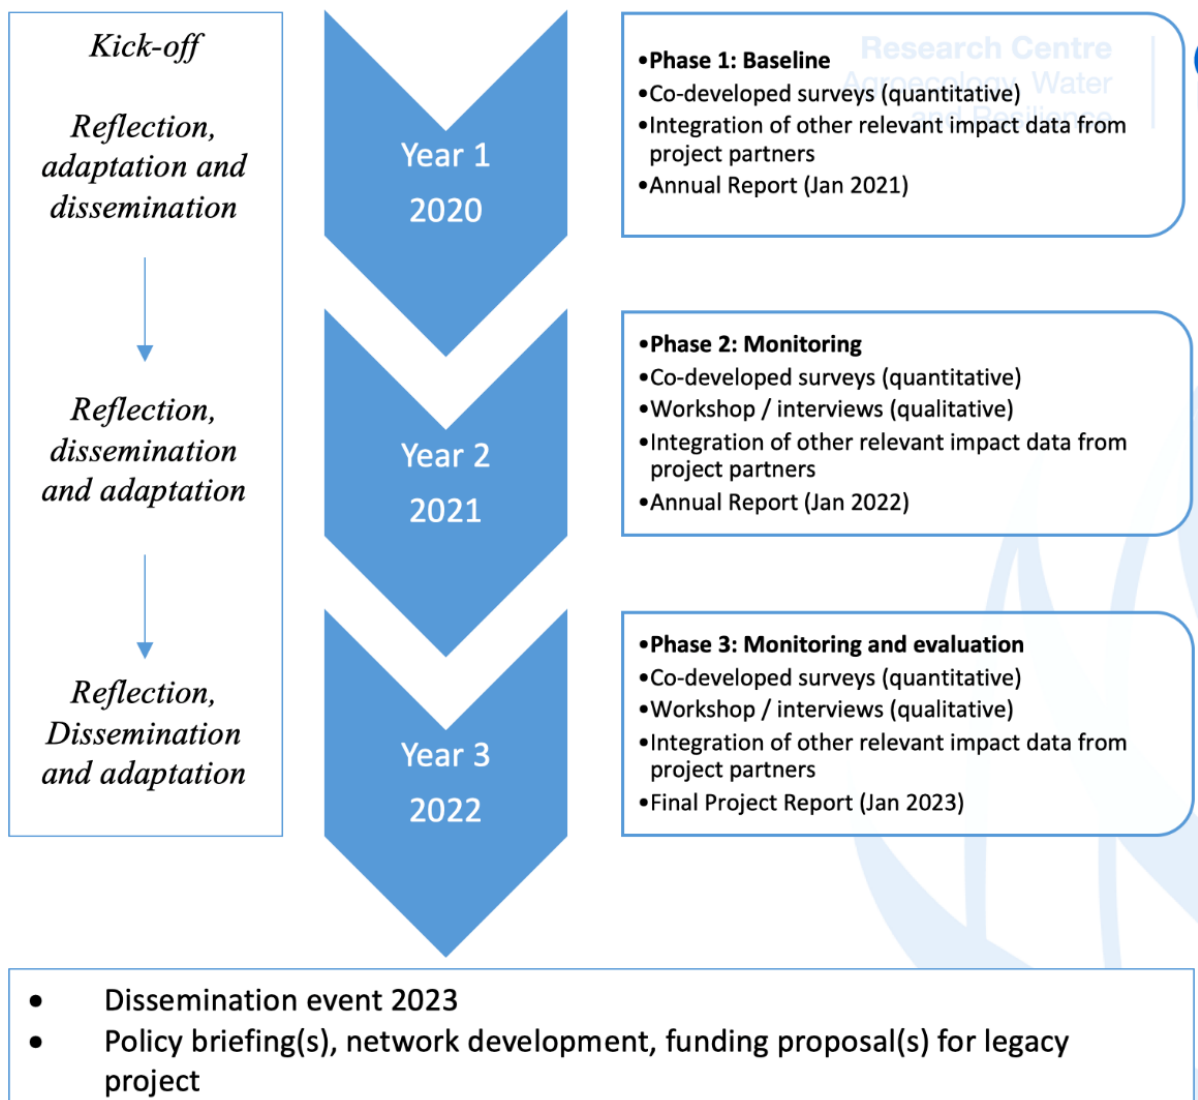 Kick-off
Reflection,
adaptation and
dissemination
Reflection,
dissemination
and adaptation
Reflection,
Dissemination
and adaptation
Year 1
2020
Year 2
2021
Year 3
2022
Research Centre
Agroecology, Water
and Resilience
•Phase 1: Baseline
•Co-developed surveys (quantitative)
•Integration of other relevant impact data from
project partners
•Annual Report (Jan 2021)
•Phase 2: Monitoring
•Co-developed surveys (quantitative)
•Workshop / interviews (qualitative)
•Integration of other relevant impact data from
project partners
•Annual Report (Jan 2022)
•Phase 3: Monitoring and evaluation
•Co-developed surveys (quantitative)
•Workshop / interviews (qualitative)
•Integration of other relevant impact data from
project partners
•Final Project Report (Jan 2023)
• Dissemination event 2023
• Policy briefing(s), network development, funding proposal(s) for legacy
project